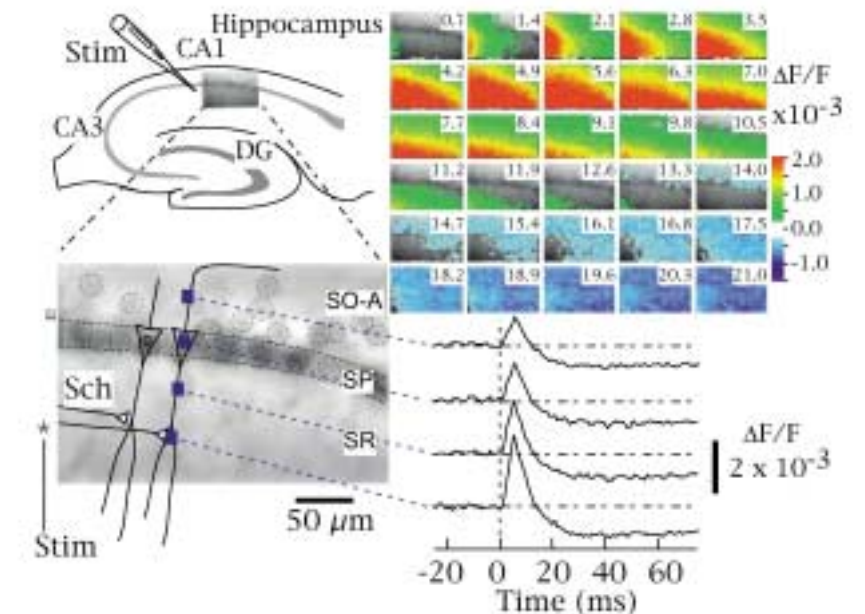 Hippocampus
Stim
CA1
CA3
DG
0.7 1.4 2.1 2.8 3.5
4.2 4.9 5.6 6.3 7.0
7.7 8.4 9.1 9.8 10.5
11.2 11.9 12.6 13.3 14.0
14.7 15.4 16.1 16.8 17.5
18.2 18.9 19.6 20.3 21.0
ΔF/F
x10-3
2.0
1.0
-0.0
-1.0
SO-A
SP
Sch
SR
*
Stim
50 μm
ΔF/F
2 x 10-3
-20 0 20 40 60
Time (ms)